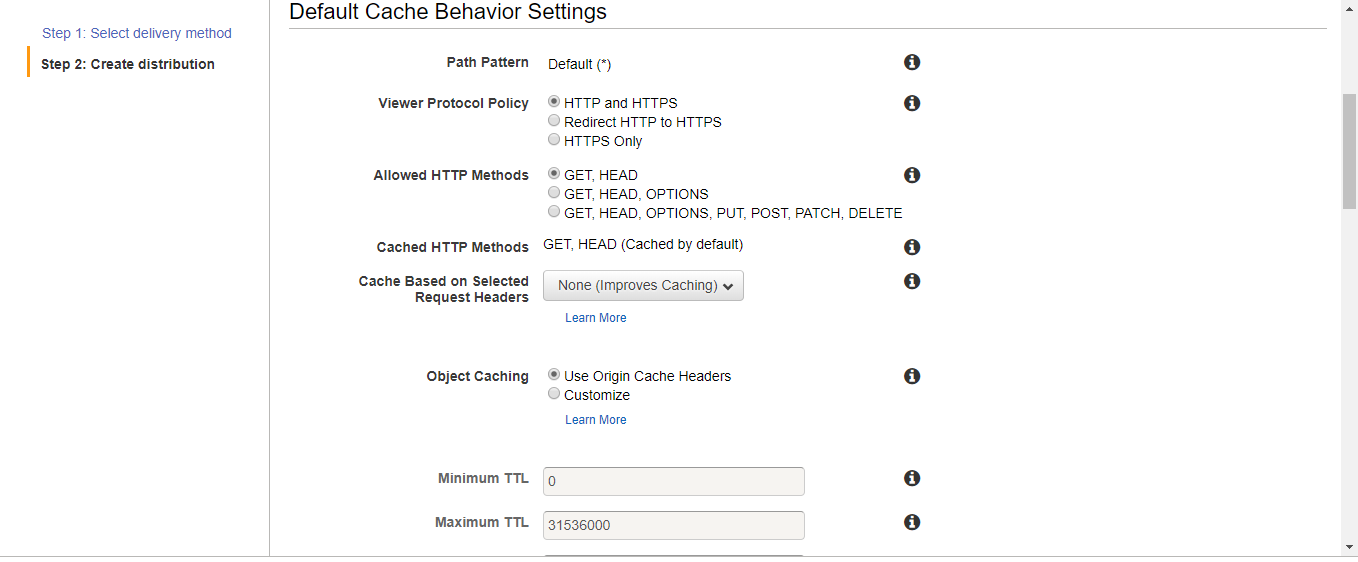 Default Cache Behavior Settings
Step 1: Select delivery method
Step 2: Create distribution
Path Pattern Default (*)
Viewer Protocol Policy HTTP and HTTPS
Redirect HTTP to HTTPS
HTTPS Only
Allowed HTTP Methods GET, HEAD
GET, HEAD, OPTIONS
GET, HEAD, OPTIONS, PUT, POST, PATCH, DELETE
Cached HTTP Methods GET, HEAD (Cached by default)
Cache Based on Selected
Request Headers
None (Improves Caching)
Learn More
Object Caching Use Origin Cache Headers
Customize
Learn More
Minimum TTL 0
Maximum TTL 31536000